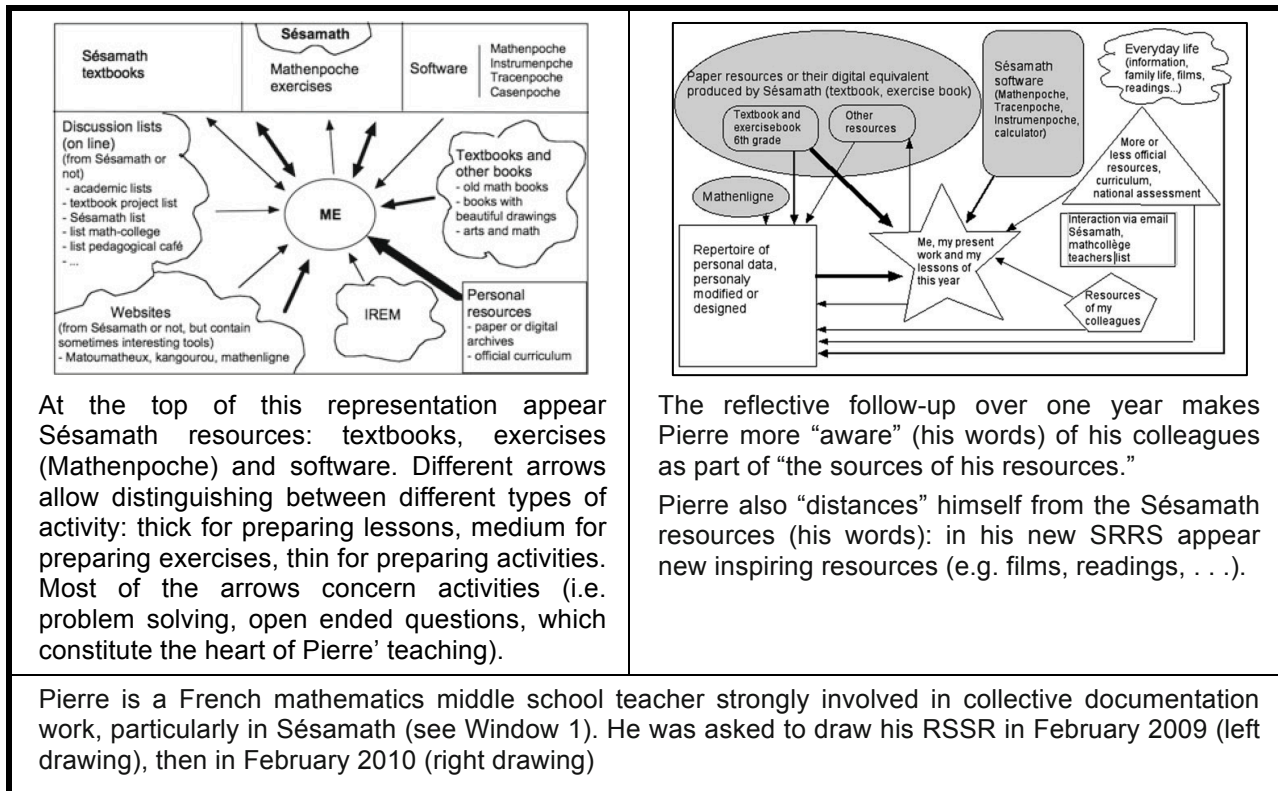 Sésamath
textbooks
Sésamath
Mathenpoche
exercises
Software
Mathenpoche
Instrumenpche
Tracenpoche
Casenpoche
Discussion lists
(on line)
(from Sésamath or
not)
- academic lists
- textbook project list
- Sésamath list
- list math-college
- list pedagogical café
- ...
ME
Textbooks and
other books
- old math books
- books with
beautiful drawings
- arts and math
Websites
(from Sésamath or not, but contain
sometimes interesting tools)
- Matoumatheux, kangourou, mathenligne
IREM
Personal
resources
- paper or digital
archives
- official curriculum
At the top of this representation appear
Sésamath resources: textbooks, exercises
(Mathenpoche) and software. Different arrows
allow distinguishing between different types of
activity: thick for preparing lessons, medium for
preparing exercises, thin for preparing activities.
Most of the arrows concern activities (i.e.
problem solving, open ended questions, which
constitute the heart of Pierre’ teaching).
Paper resources or their digital equivalent
produced by Sésamath (textbook, exercise book)
Textbook and
exercisebook
6th grade
Other
resources
Mathenligne
Sésamath
software
(Mathenpoche,
Tracenpoche,
Instrumenpoche,
calculator)
Everyday life
(information,
family life, films,
readings...)
More or
less official
resources,
curriculum,
national assessment
Interaction via email
Sésamath,
mathcollège
teachers list
Repertoire of
personal data,
personaly
modified or
designed
Me, my present
work and my
lessons of
this year
Resources
of my
colleagues
The reflective follow-up over one year makes
Pierre more “aware” (his words) of his colleagues
as part of “the sources of his resources.”
Pierre also “distances” himself from the Sésamath
resources (his words): in his new SRRS appear
new inspiring resources (e.g. films, readings, . . .).
Pierre is a French mathematics middle school teacher strongly involved in collective documentation
work, particularly in Sésamath (see Window 1). He was asked to draw his RSSR in February 2009 (left
drawing), then in February 2010 (right drawing)